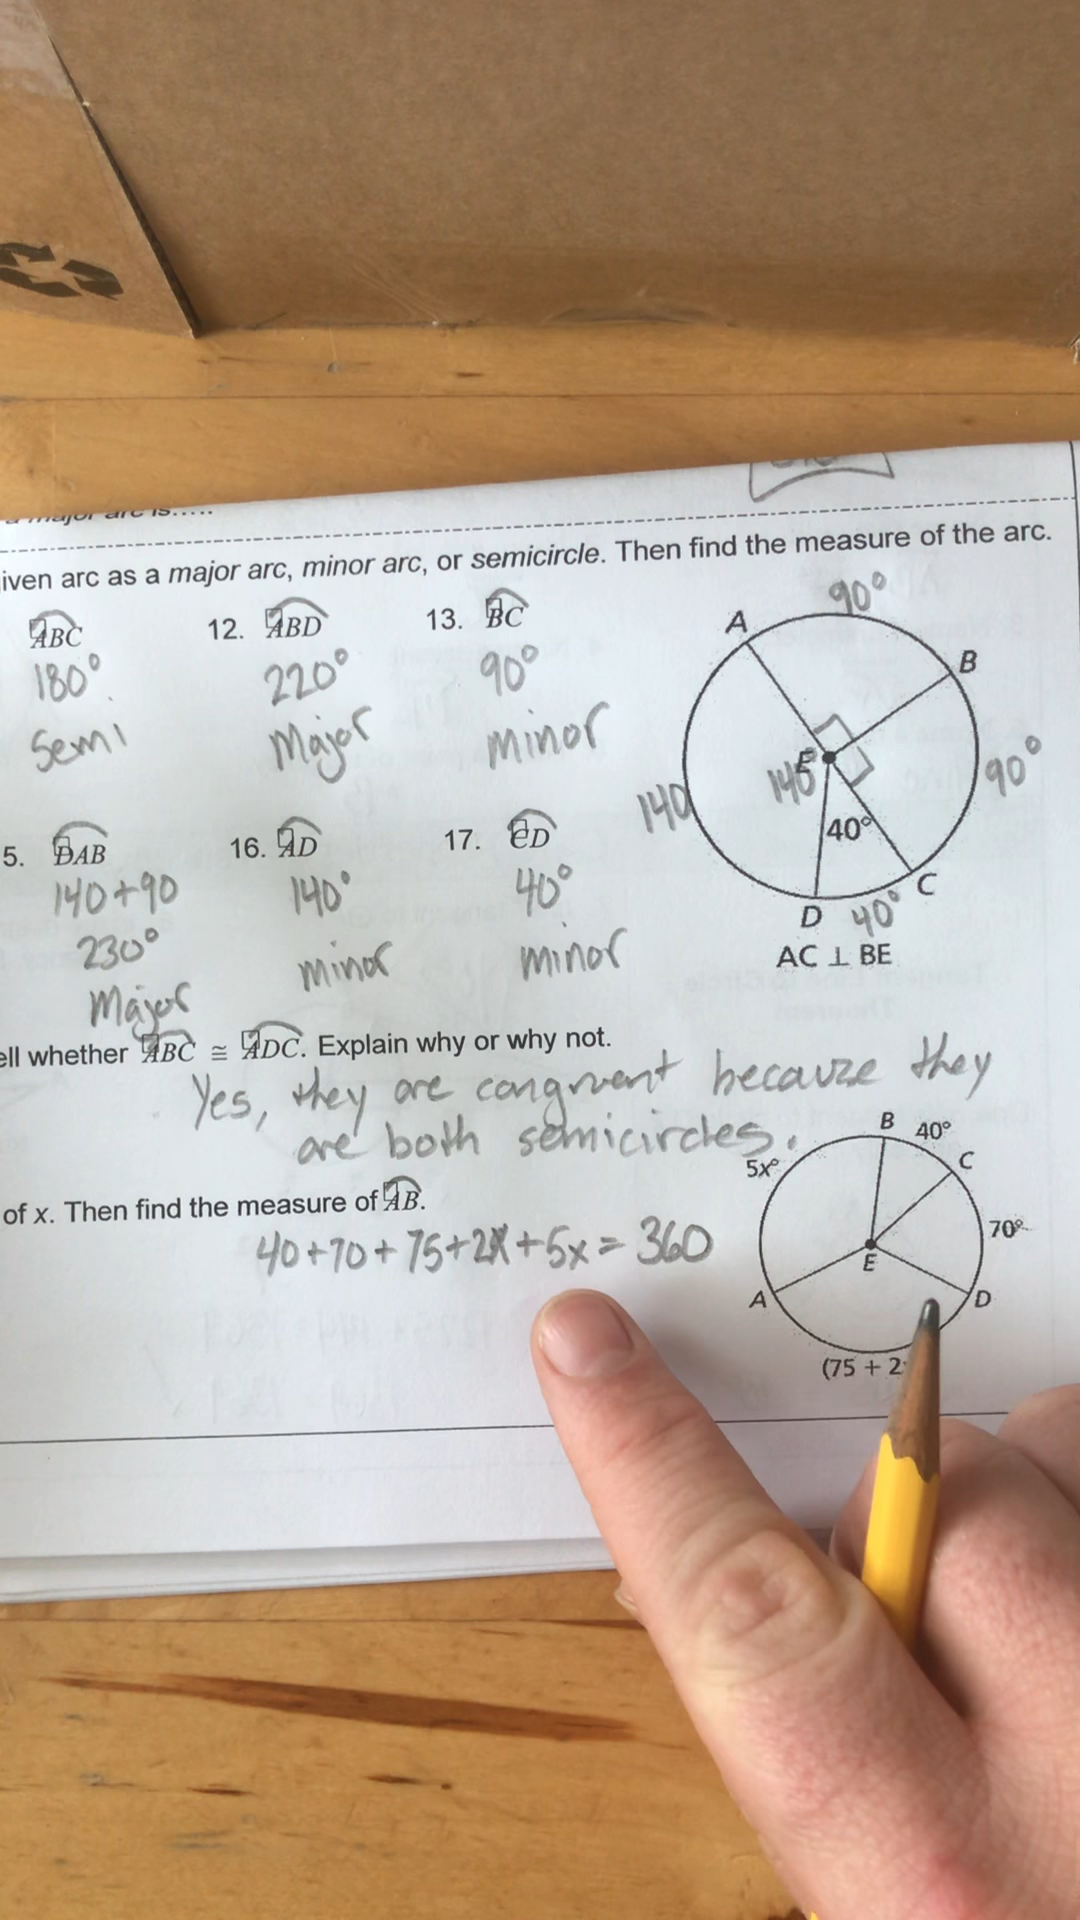 major arc is.....
iven arc as a major arc, minor arc, or semicircle. Then find the measure of the arc.
ABC
180°
Semi
12. ABD
220°
Major
13. BC
90°
minor
A
90°
B
90°
E
140
140
40°
C
D
40°
AC ⊥ BE
5. DAB
140+90
230°
Major
16. AD
140°
minor
17. CD
40°
minor
ell whether ABC ≅ ADC. Explain why or why not.
Yes, they are congruent because they
are both semicircles.
of x. Then find the measure of AB.
40+70+75+2x+5x=360
B
40°
C
5x°
70°
E
A
D
(75 + 2